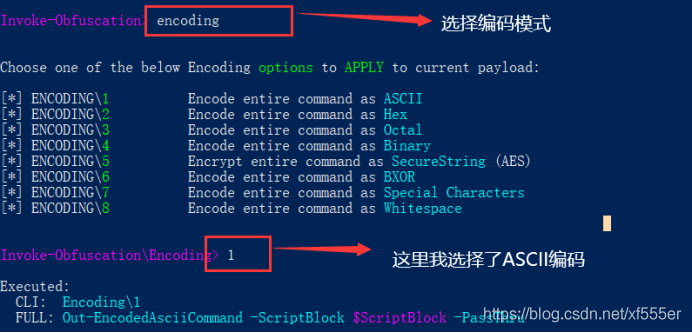 Invoke-Obfuscation> encoding
选择编码模式
Choose one of the below Encoding options to APPLY to current payload:
[*] ENCODING\1 Encode entire command as ASCII
[*] ENCODING\2 Encode entire command as Hex
[*] ENCODING\3 Encode entire command as Octal
[*] ENCODING\4 Encode entire command as Binary
[*] ENCODING\5 Encrypt entire command as SecureString (AES)
[*] ENCODING\6 Encode entire command as BXOR
[*] ENCODING\7 Encode entire command as Special Characters
[*] ENCODING\8 Encode entire command as Whitespace
Invoke-Obfuscation\Encoding> 1
这里我选择了ASCII编码
Executed:
CLI: Encoding\1
FULL: Out-EncodedAsciiCommand -ScriptBlock $ScriptBlock -PassThru
https://blog.csdn.net/xf555er